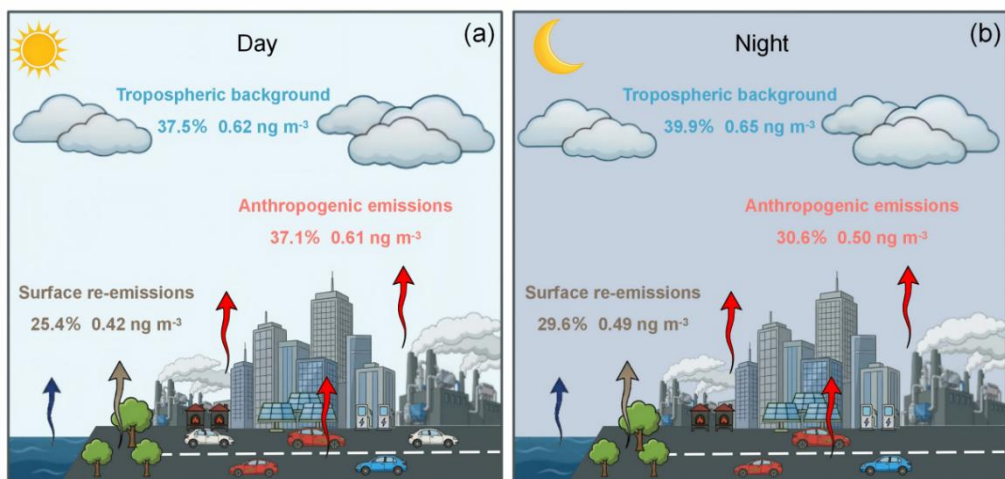 Day
(a)
Tropospheric background
37.5% 0.62 ng m⁻³
Anthropogenic emissions
37.1% 0.61 ng m⁻³
Surface re-emissions
25.4% 0.42 ng m⁻³
Night
(b)
Tropospheric background
39.9% 0.65 ng m⁻³
Anthropogenic emissions
30.6% 0.50 ng m⁻³
Surface re-emissions
29.6% 0.49 ng m⁻³